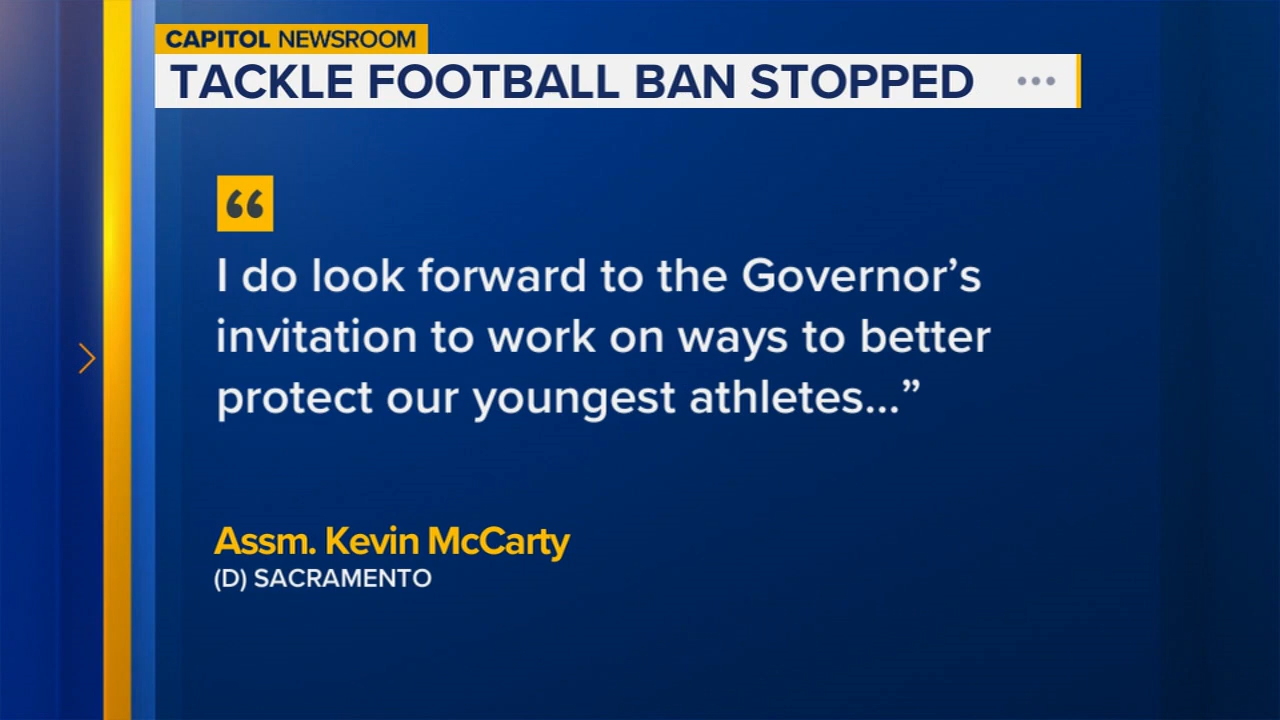 CAPITOL NEWSROOM
TACKLE FOOTBALL BAN STOPPED
“
I do look forward to the Governor’s
invitation to work on ways to better
protect our youngest athletes...”
Assm. Kevin McCarty
(D) SACRAMENTO